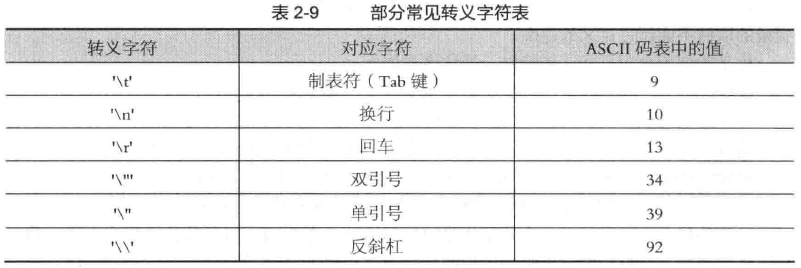 表 2-9 部分常见转义字符表
转义字符 对应字符 ASCII 码表中的值
'\t' 制表符（Tab 键） 9
'\n' 换行 10
'\r' 回车 13
'\"' 双引号 34
'\'' 单引号 39
'\\' 反斜杠 92